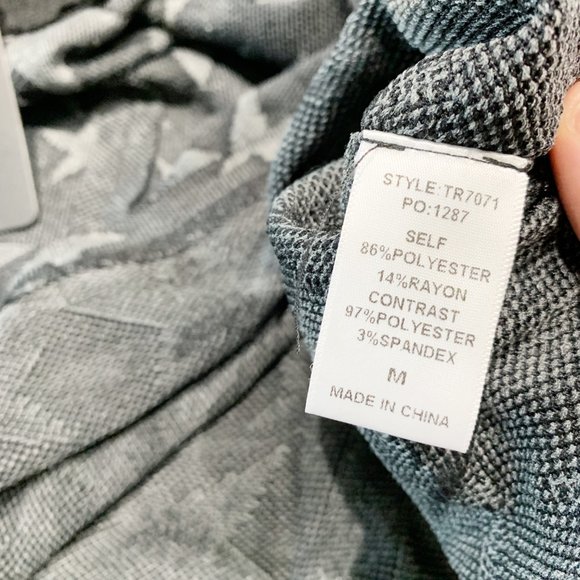 STYLE:TR7071
PO:1287
SELF
86%POLYESTER
14%RAYON
CONTRAST
97%POLYESTER
3%SPANDEX
M
MADE IN CHINA